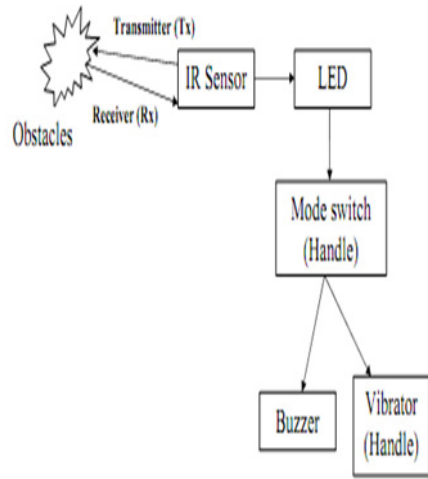 Transmitter (Tx)
IR Sensor
LED
Receiver (Rx)
Obstacles
Mode switch
(Handle)
Buzzer
Vibrator
(Handle)